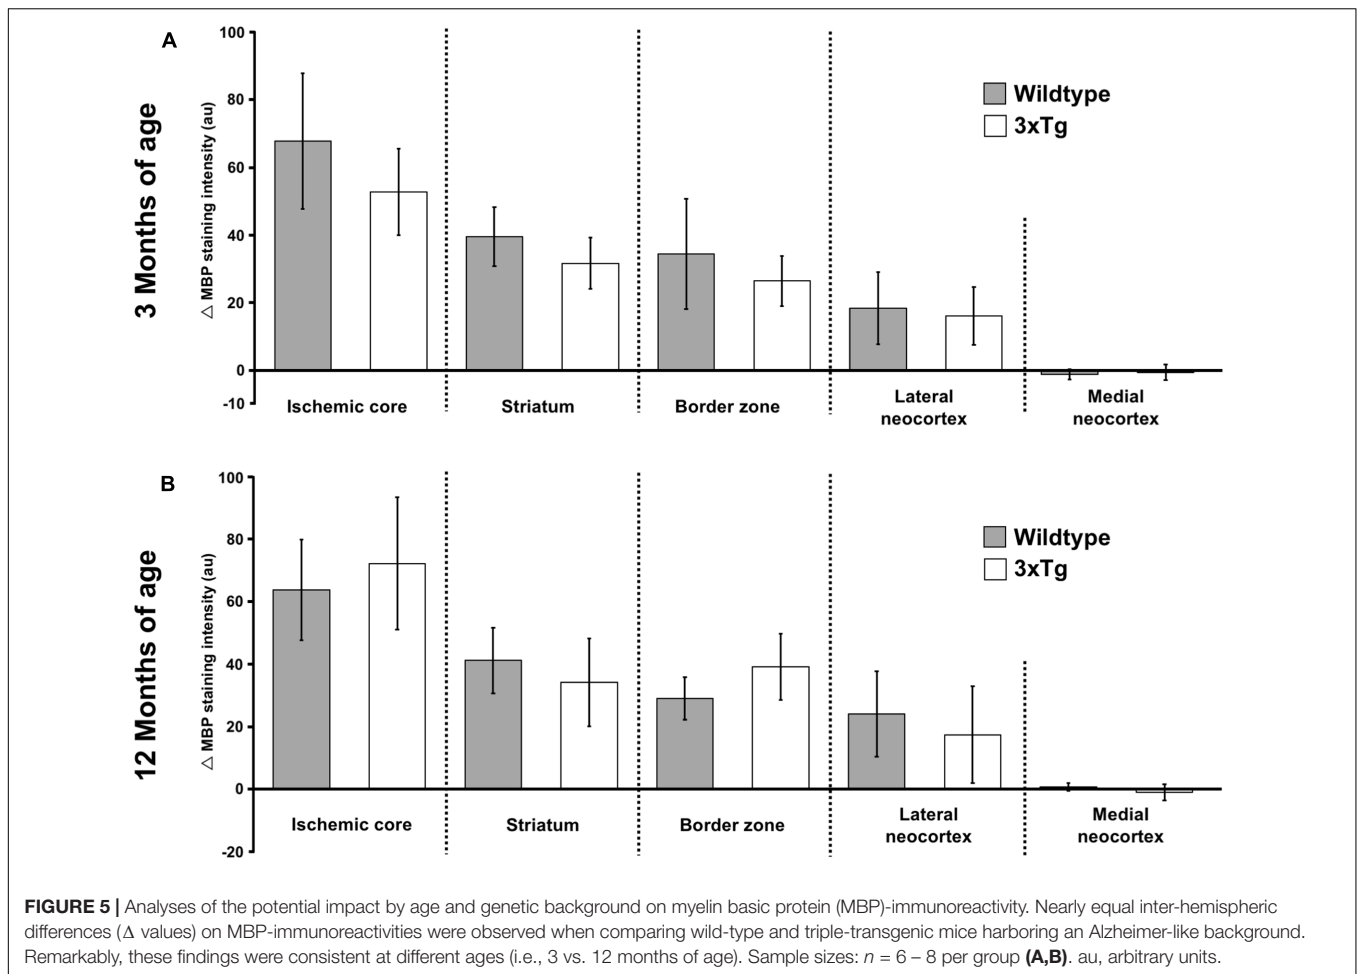 A
3 Months of age
△ MBP staining intensity (au)
100
80
60
40
20
0
-10
Wildtype
3xTg
Ischemic core
Striatum
Border zone
Lateral
neocortex
Medial
neocortex
B
12 Months of age
△ MBP staining intensity (au)
100
80
60
40
20
0
-20
Wildtype
3xTg
Ischemic core
Striatum
Border zone
Lateral
neocortex
Medial
neocortex
FIGURE 5 | Analyses of the potential impact by age and genetic background on myelin basic protein (MBP)-immunoreactivity. Nearly equal inter-hemispheric
differences (Δ values) on MBP-immunoreactivities were observed when comparing wild-type and triple-transgenic mice harboring an Alzheimer-like background.
Remarkably, these findings were consistent at different ages (i.e., 3 vs. 12 months of age). Sample sizes: n = 6 – 8 per group (A,B). au, arbitrary units.